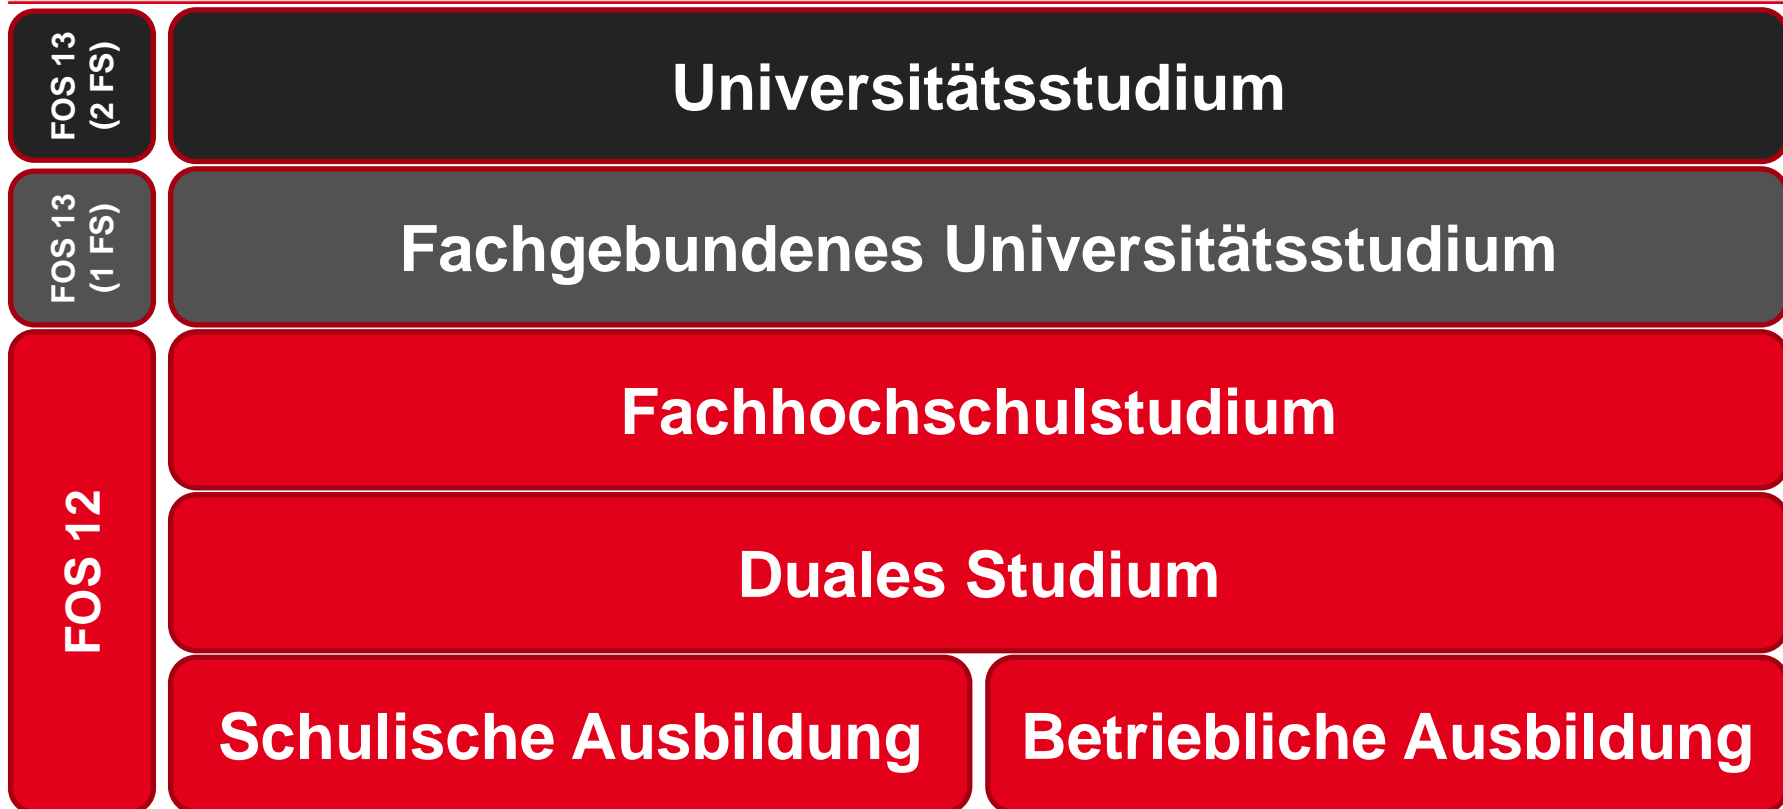 FOS 13
(2 FS)
Universitätsstudium
FOS 13
(1 FS)
Fachgebundenes Universitätsstudium
FOS 12
Fachhochschulstudium
Duales Studium
Schulische Ausbildung
Betriebliche Ausbildung